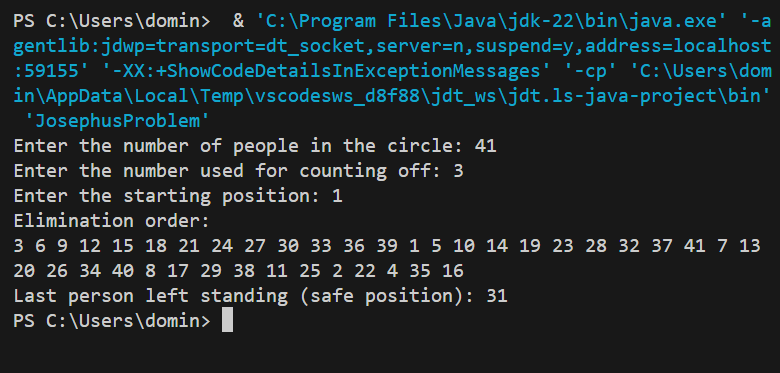 PS C:\Users\domin>  & 'C:\Program Files\Java\jdk-22\bin\java.exe' '-a
gentlib:jdwp=transport=dt_socket,server=n,suspend=y,address=localhost
:59155' '-XX:+ShowCodeDetailsInExceptionMessages' '-cp' 'C:\Users\dom
in\AppData\Local\Temp\vscodesws_d8f88\jdt_ws\jdt.ls-java-project\bin'
 'JosephusProblem'
Enter the number of people in the circle: 41
Enter the number used for counting off: 3
Enter the starting position: 1
Elimination order:
3 6 9 12 15 18 21 24 27 30 33 36 39 1 5 10 14 19 23 28 32 37 41 7 13
20 26 34 40 8 17 29 38 11 25 2 22 4 35 16
Last person left standing (safe position): 31
PS C:\Users\domin>